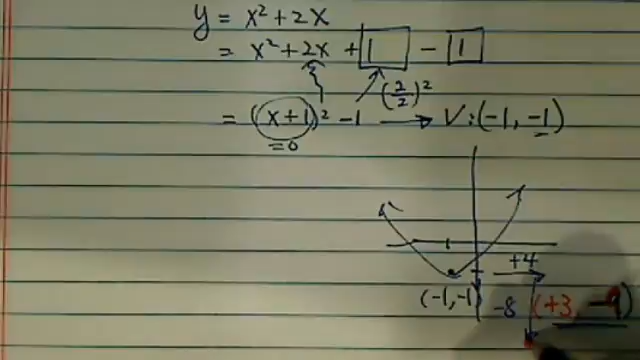 y = x² + 2x
= x² + 2x + 1 - 1
(2/2)²
= (x+1)² - 1 → V: (-1, -1)
=0
+4
(-1,-1) -8 (+3 -9)